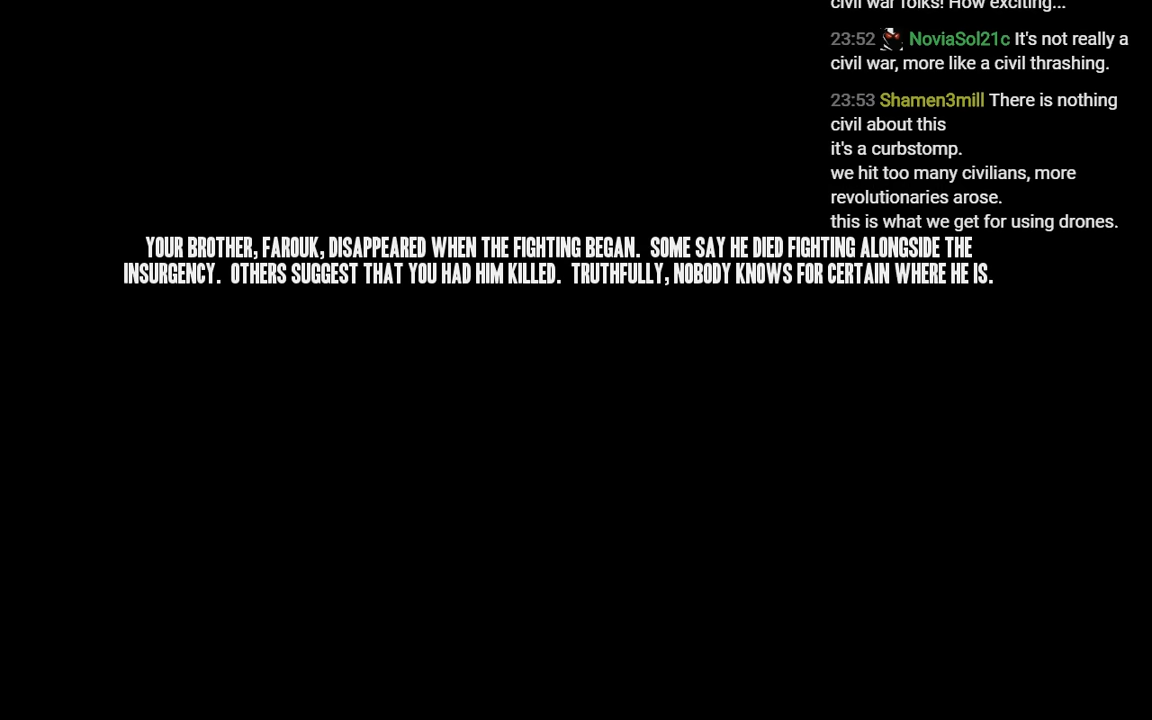 civil war folks! How exciting...
23:52 NoviaSol21c It's not really a
civil war, more like a civil thrashing.
23:53 Shamen3mill There is nothing
civil about this
it's a curbstomp.
we hit too many civilians, more
revolutionaries arose.
this is what we get for using drones.
YOUR BROTHER, FAROUK, DISAPPEARED WHEN THE FIGHTING BEGAN. SOME SAY HE DIED FIGHTING ALONGSIDE THE
INSURGENCY. OTHERS SUGGEST THAT YOU HAD HIM KILLED. TRUTHFULLY, NOBODY KNOWS FOR CERTAIN WHERE HE IS.